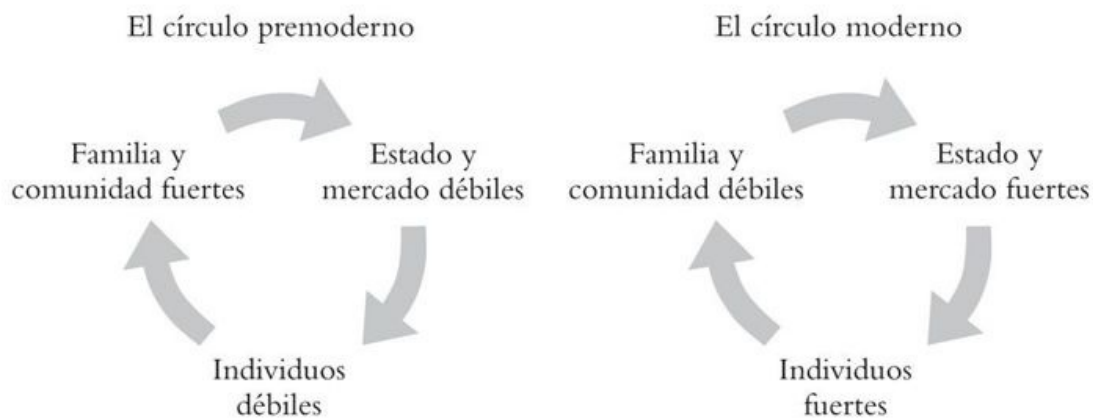 El círculo premoderno
Familia y
comunidad fuertes
Estado y
mercado débiles
Individuos
débiles
El círculo moderno
Familia y
comunidad débiles
Estado y
mercado fuertes
Individuos
fuertes